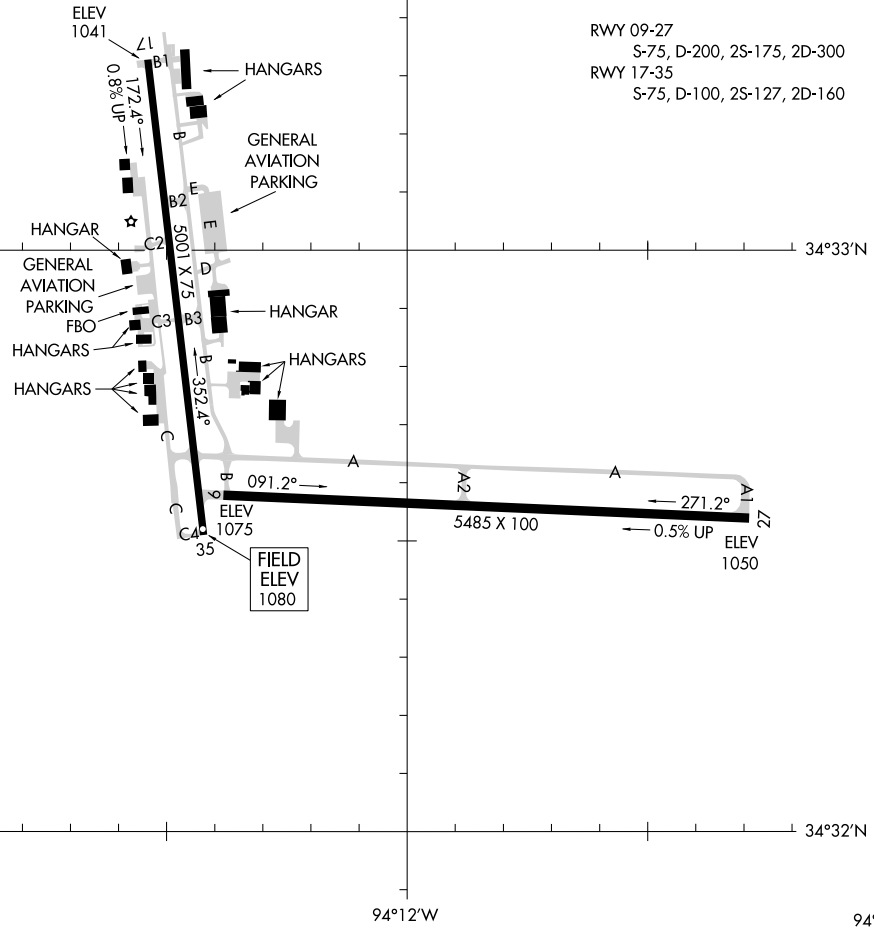 ELEV
1041
17
B1
HANGARS
RWY 09-27
S-75, D-200, 2S-175, 2D-300
RWY 17-35
S-75, D-100, 2S-127, 2D-160
172.4°
0.8% UP
B
GENERAL
AVIATION
PARKING
E
B2
E
HANGAR
C2
5001 X 75
34°33'N
GENERAL
AVIATION
PARKING
D
FBO
C3
B3
HANGAR
HANGARS
B
HANGARS
HANGARS
352.4°
C
A
A
B
091.2°
A2
271.2°
A1
C
9
ELEV
1075
5485 X 100
0.5% UP
27
C4
35
ELEV
1050
FIELD
ELEV
1080
34°32'N
94°12'W
94°